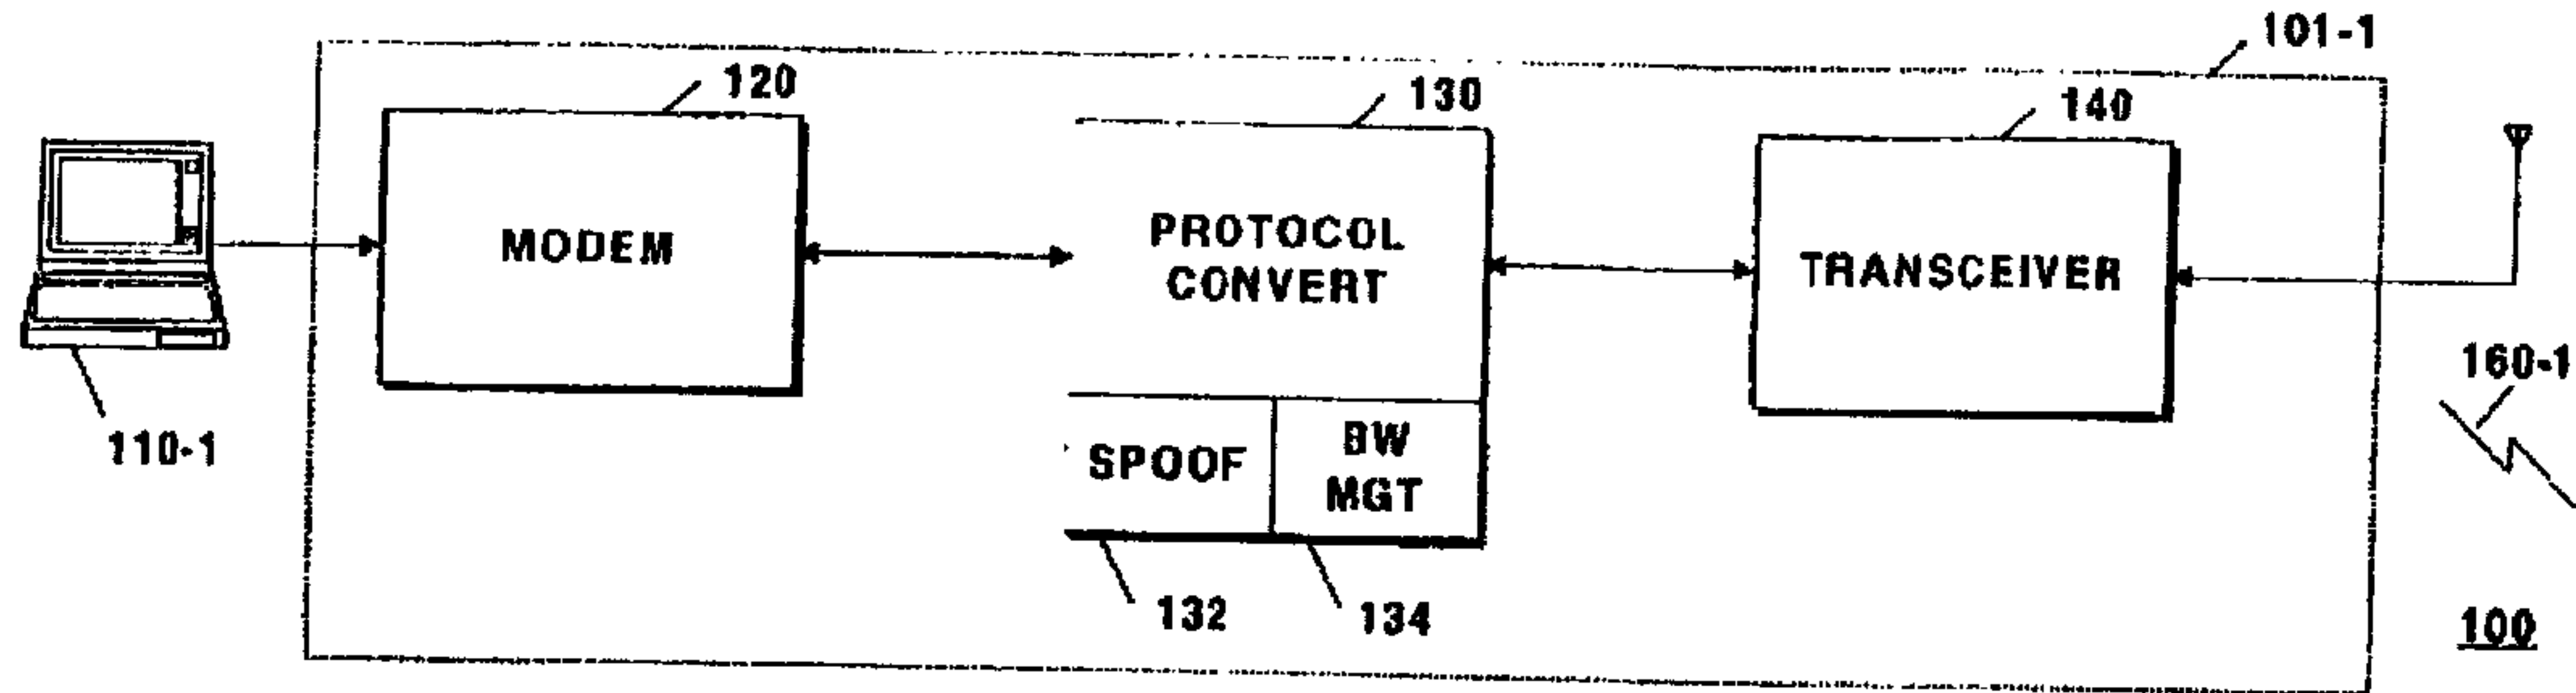 101-1
120
130
140
MODEM
PROTOCOL
CONVERT
TRANSCEIVER
110-1
SPOOF
BW
MGT
160-1
132
134
100